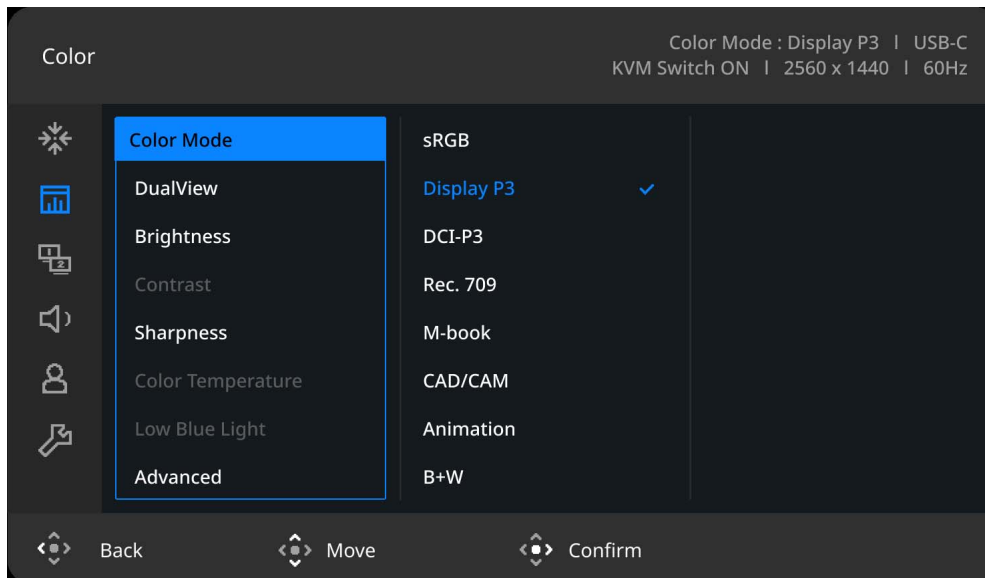 Color
Color Mode : Display P3 I USB-C
KVM Switch ON I 2560 x 1440 I 60Hz
Color Mode
DualView
Brightness
Contrast
Sharpness
Color Temperature
Low Blue Light
Advanced
sRGB
Display P3
DCI-P3
Rec. 709
M-book
CAD/CAM
Animation
B+W
1
2
Back
Move
Confirm